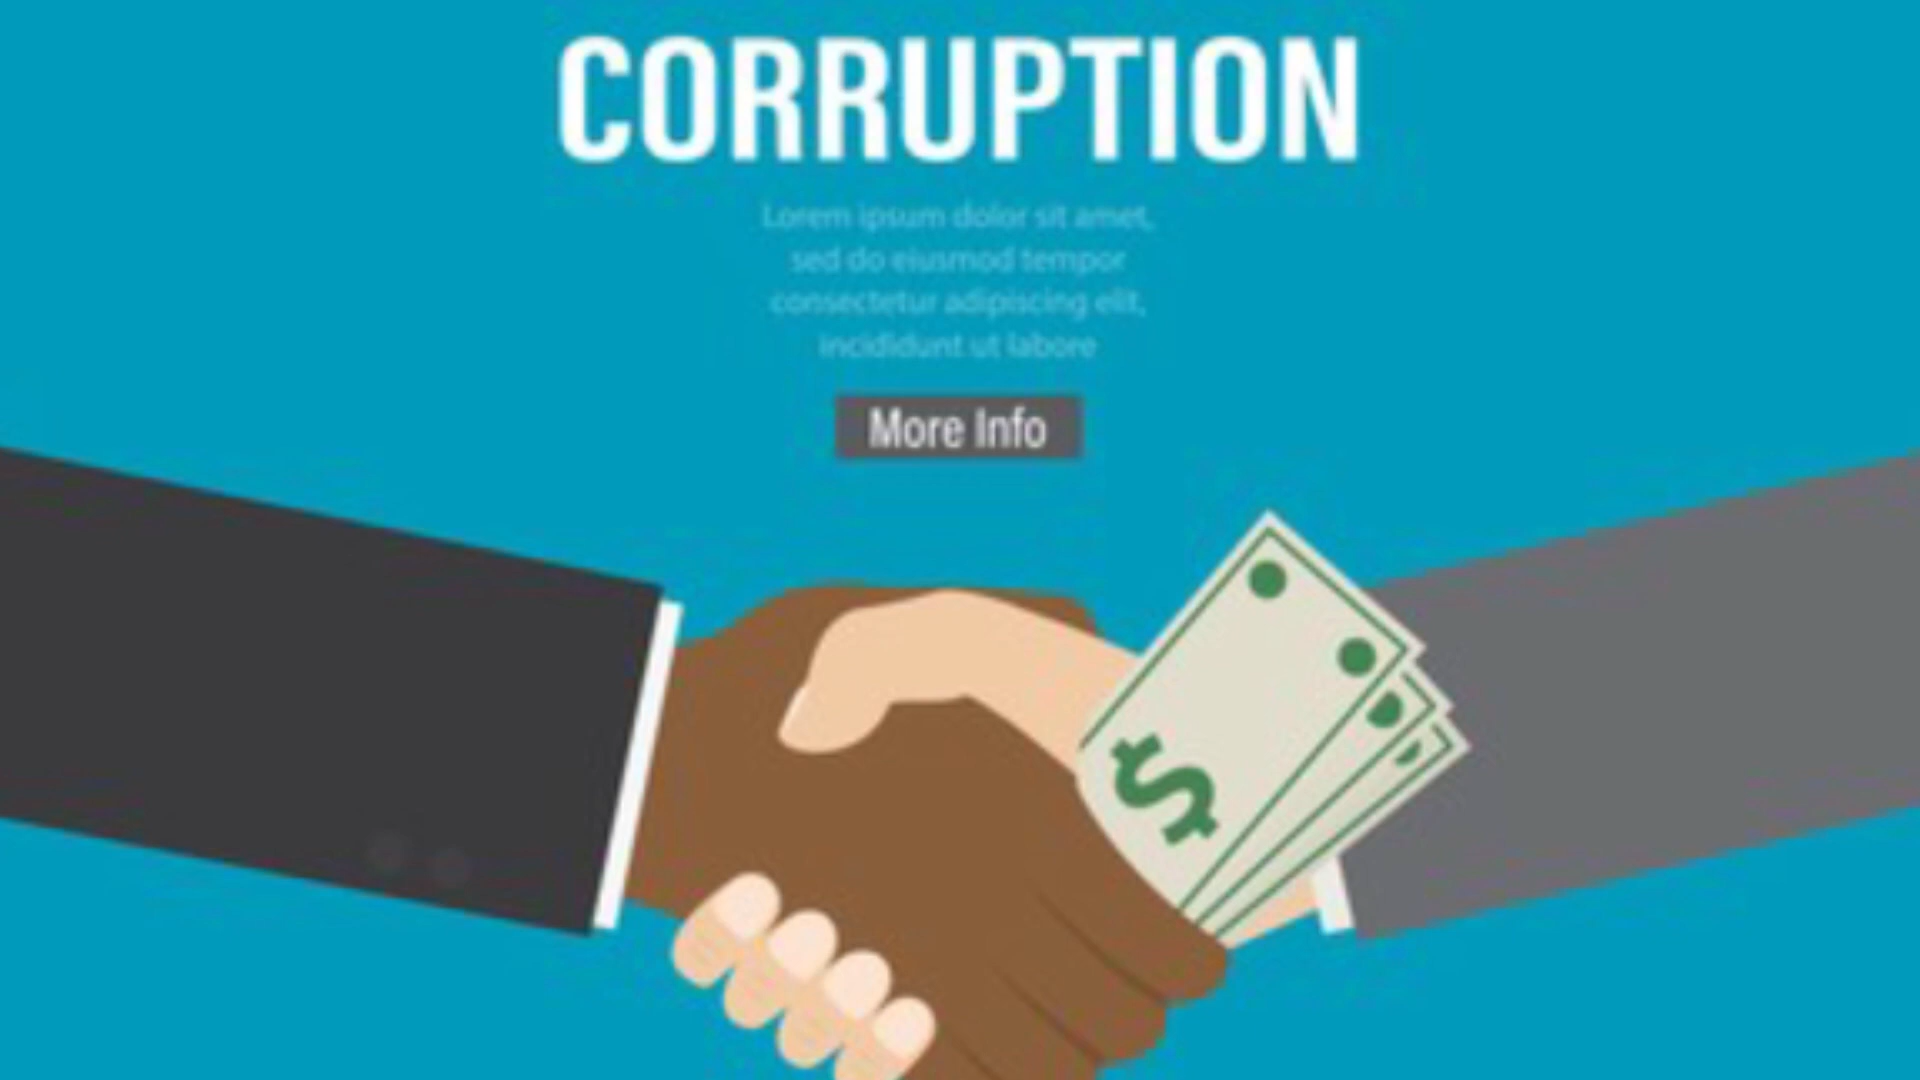 CORRUPTION
Lorem ipsum dolor sit amet,
sed do eiusmod tempor
consectetur adipiscing elit,
incididunt ut labore
More Info
$